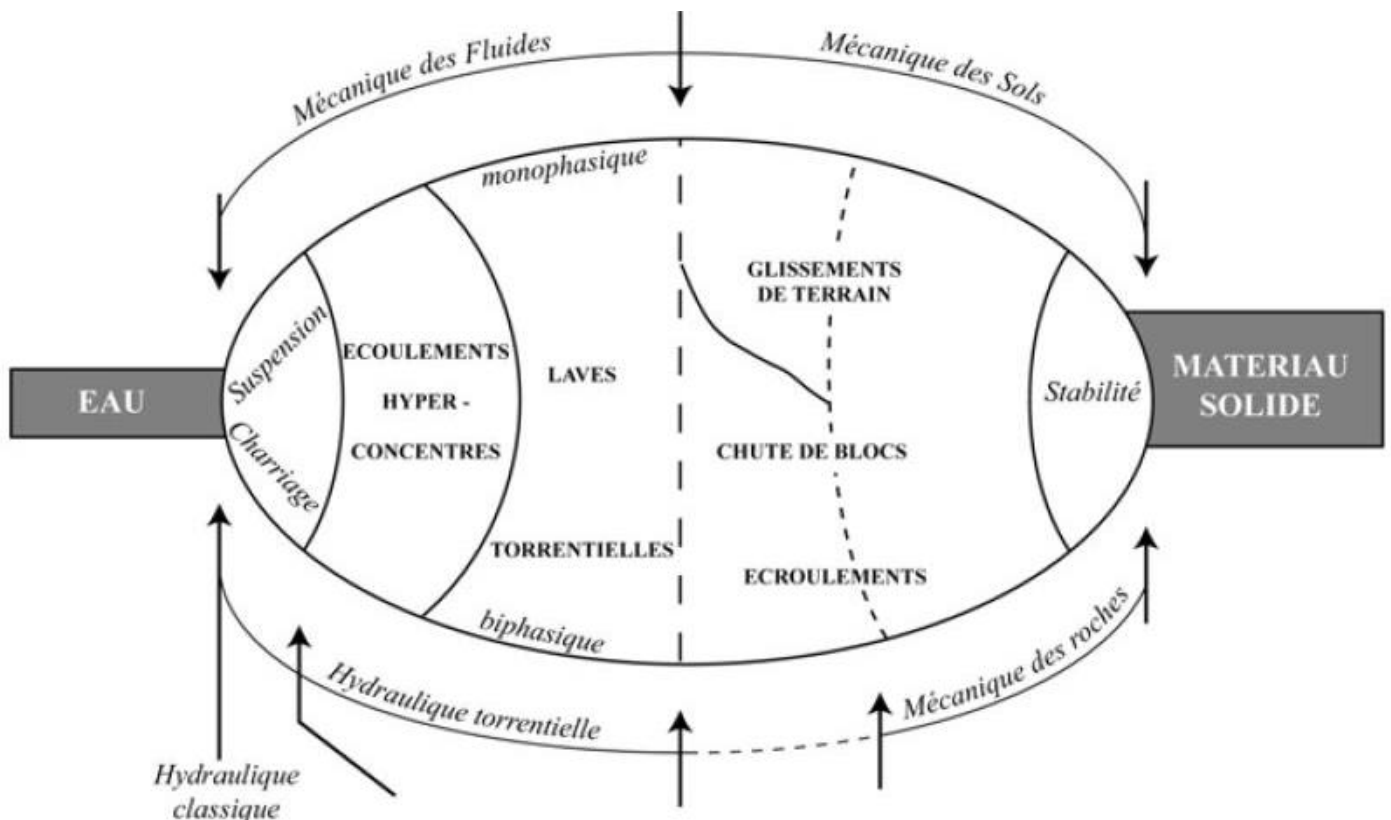 Mécanique des Fluides
Mécanique des Sols
monophasique
GLISSEMENTS
DE TERRAIN
Suspension
ECOULEMENTS
HYPER -
CONCENTRES
LAVES
EAU
Stabilité
MATERIAU
SOLIDE
Charriage
CHUTE DE BLOCS
TORRENTIELLES
ECROULEMENTS
biphasique
Hydraulique torrentielle
Mécanique des roches
Hydraulique
classique